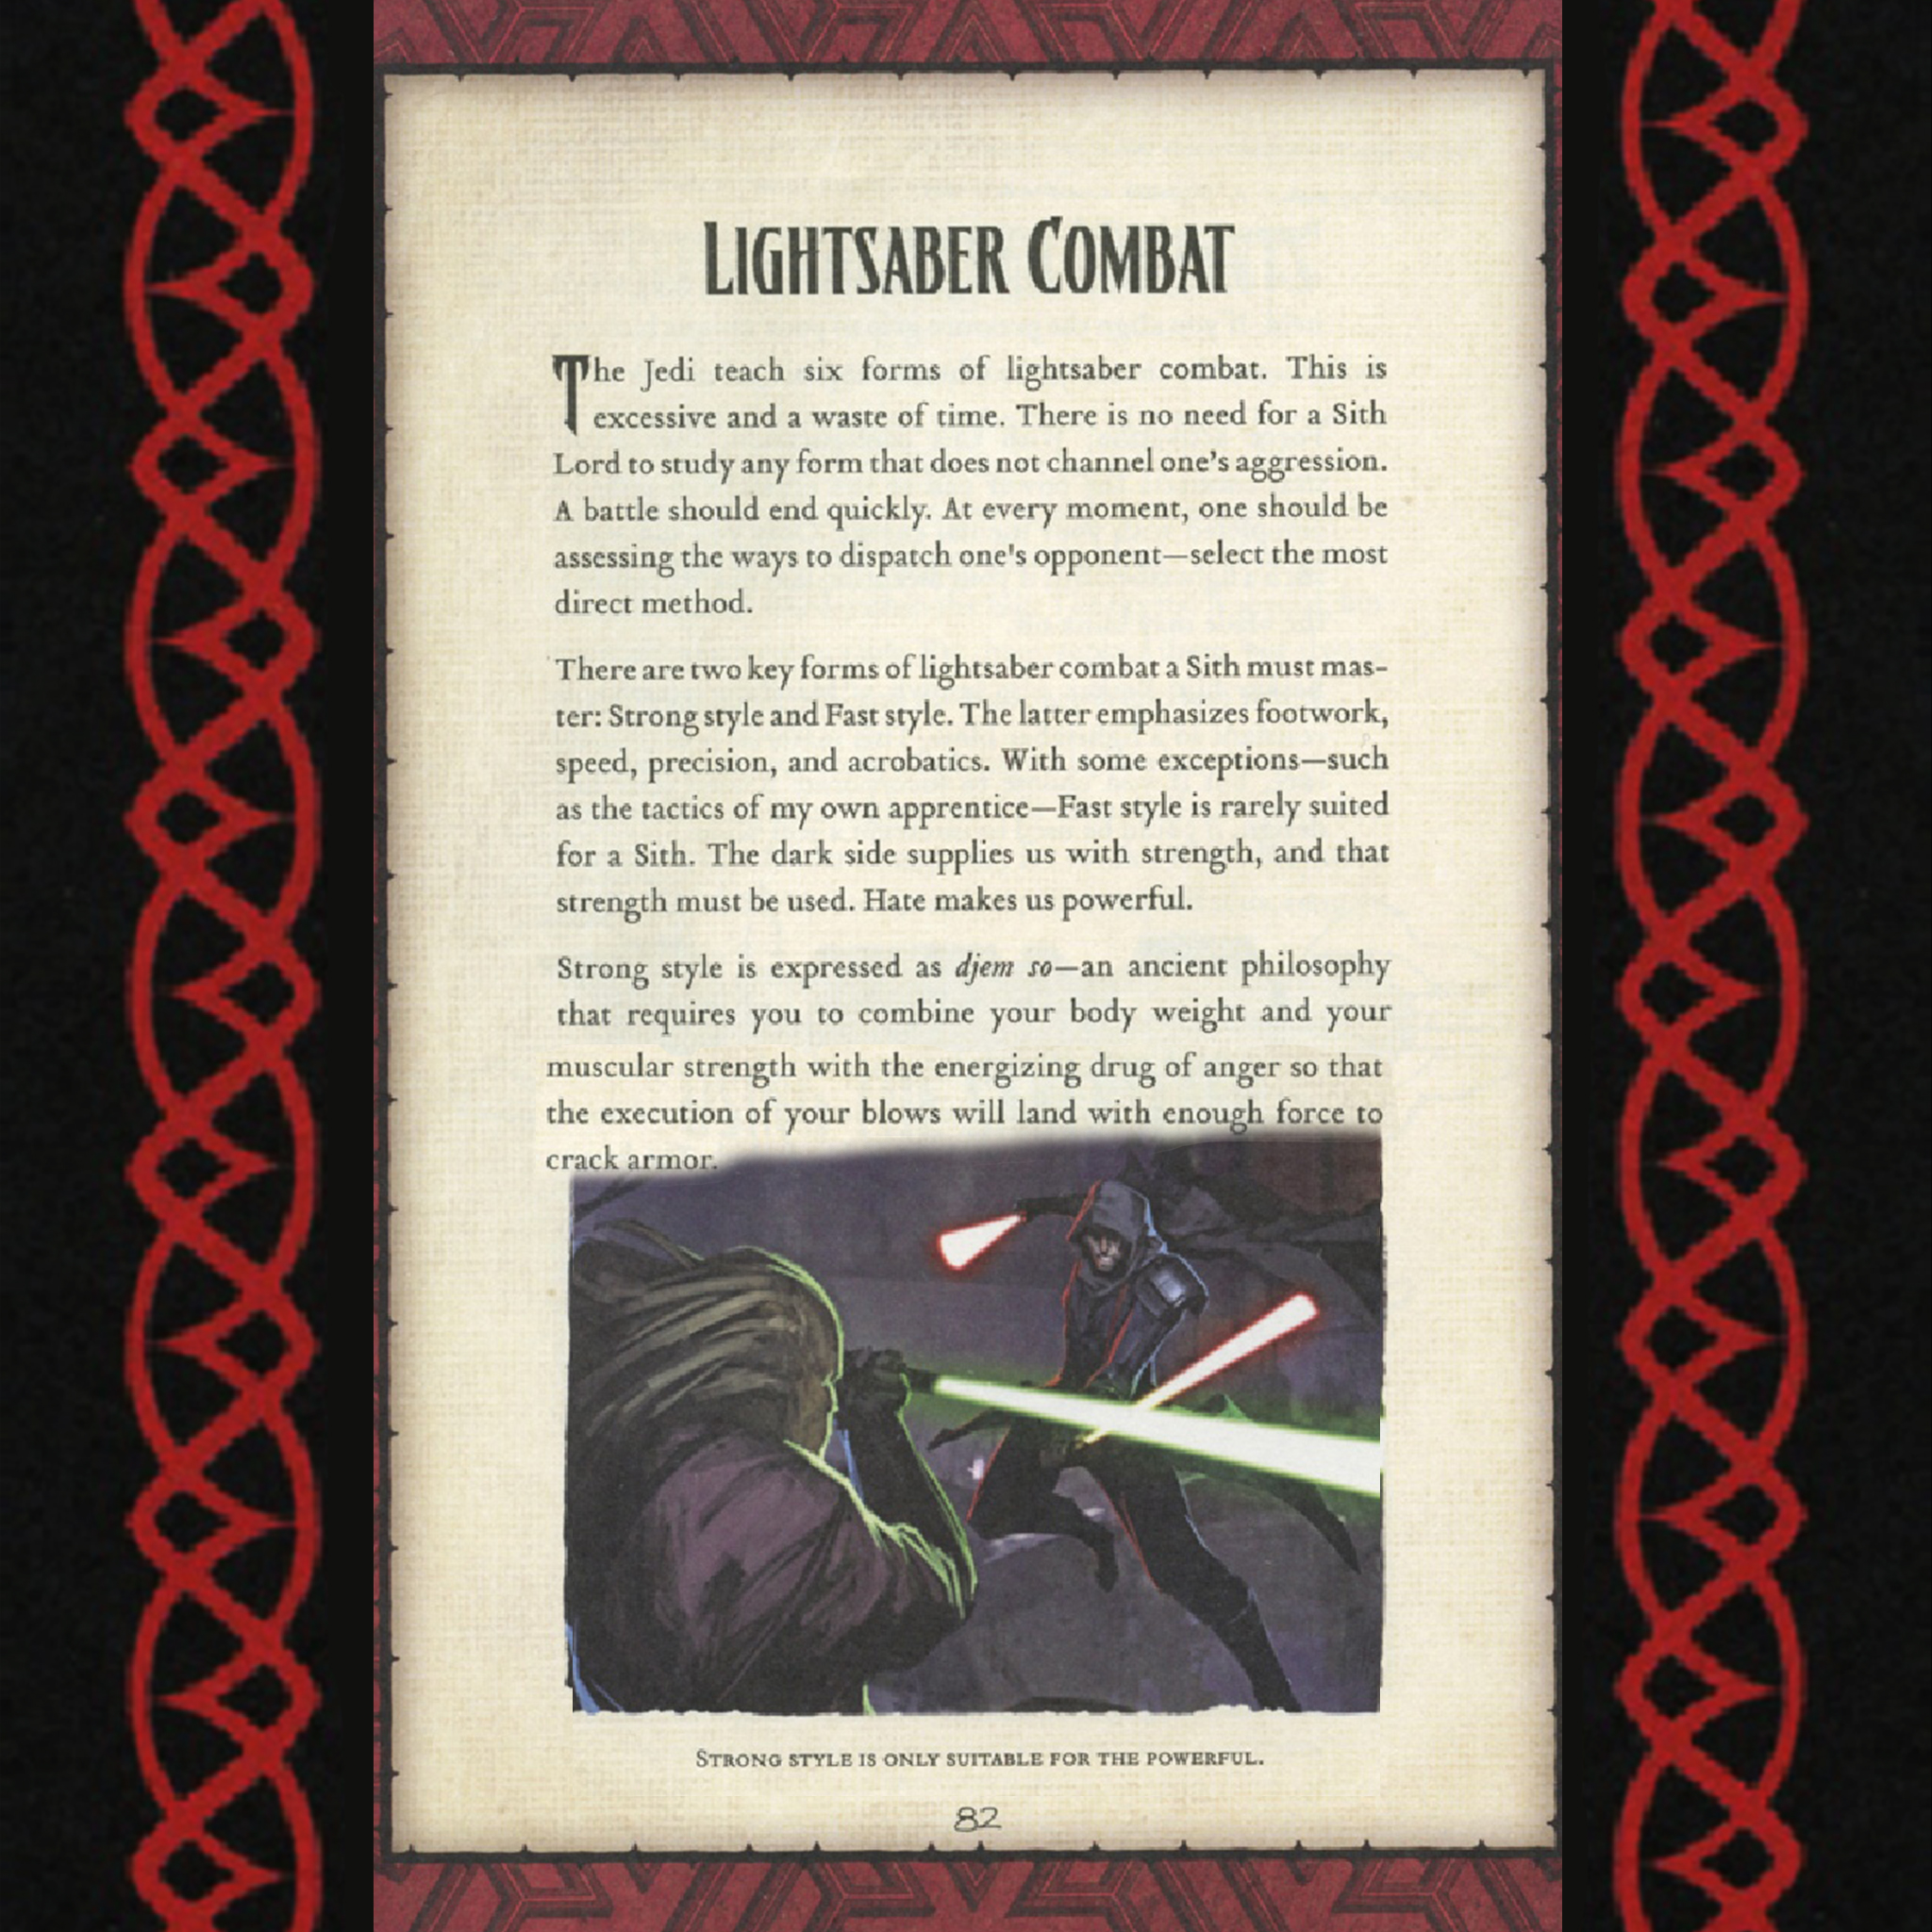 Lightsaber Combat
The Jedi teach six forms of lightsaber combat. This is
excessive and a waste of time. There is no need for a Sith
Lord to study any form that does not channel one’s aggression.
A battle should end quickly. At every moment, one should be
assessing the ways to dispatch one's opponent—select the most
direct method.
There are two key forms of lightsaber combat a Sith must mas-
ter: Strong style and Fast style. The latter emphasizes footwork,
speed, precision, and acrobatics. With some exceptions—such
as the tactics of my own apprentice—Fast style is rarely suited
for a Sith. The dark side supplies us with strength, and that
strength must be used. Hate makes us powerful.
Strong style is expressed as djem so—an ancient philosophy
that requires you to combine your body weight and your
muscular strength with the energizing drug of anger so that
the execution of your blows will land with enough force to
crack armor.
Strong style is only suitable for the powerful.
82